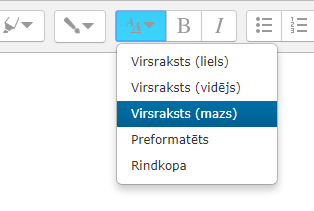 B I
Virsraksts (liels)
Virsraksts (vidējs)
Virsraksts (mazs)
Preformatēts
Rindkopa